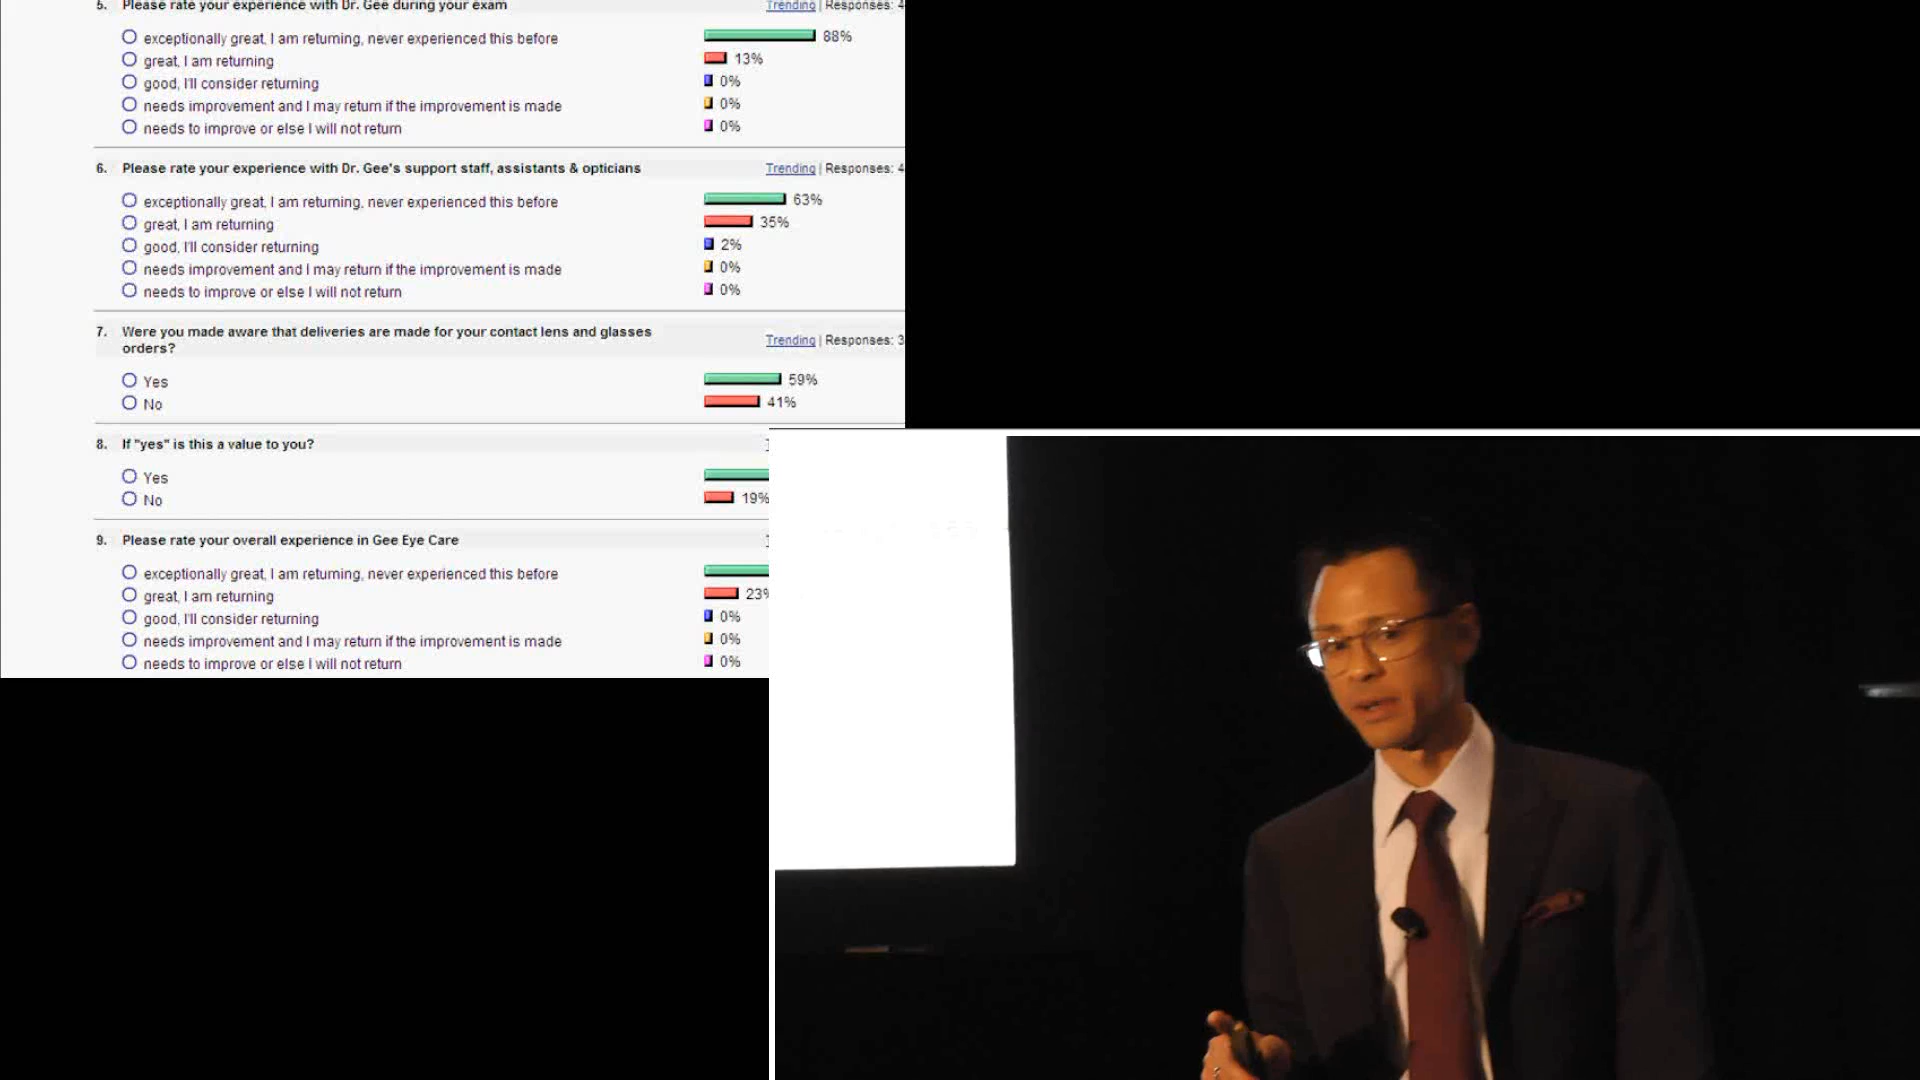 5. Please rate your experience with Dr. Gee during your exam Trending | Responses: 4
exceptionally great, I am returning, never experienced this before 88%
great, I am returning 13%
good, I'll consider returning 0%
needs improvement and I may return if the improvement is made 0%
needs to improve or else I will not return 0%
6. Please rate your experience with Dr. Gee's support staff, assistants & opticians Trending | Responses: 4
exceptionally great, I am returning, never experienced this before 63%
great, I am returning 35%
good, I'll consider returning 2%
needs improvement and I may return if the improvement is made 0%
needs to improve or else I will not return 0%
7. Were you made aware that deliveries are made for your contact lens and glasses
orders? Trending | Responses: 3
Yes 59%
No 41%
8. If "yes" is this a value to you?
Yes
No 19%
9. Please rate your overall experience in Gee Eye Care
exceptionally great, I am returning, never experienced this before
great, I am returning 23%
good, I'll consider returning 0%
needs improvement and I may return if the improvement is made 0%
needs to improve or else I will not return 0%